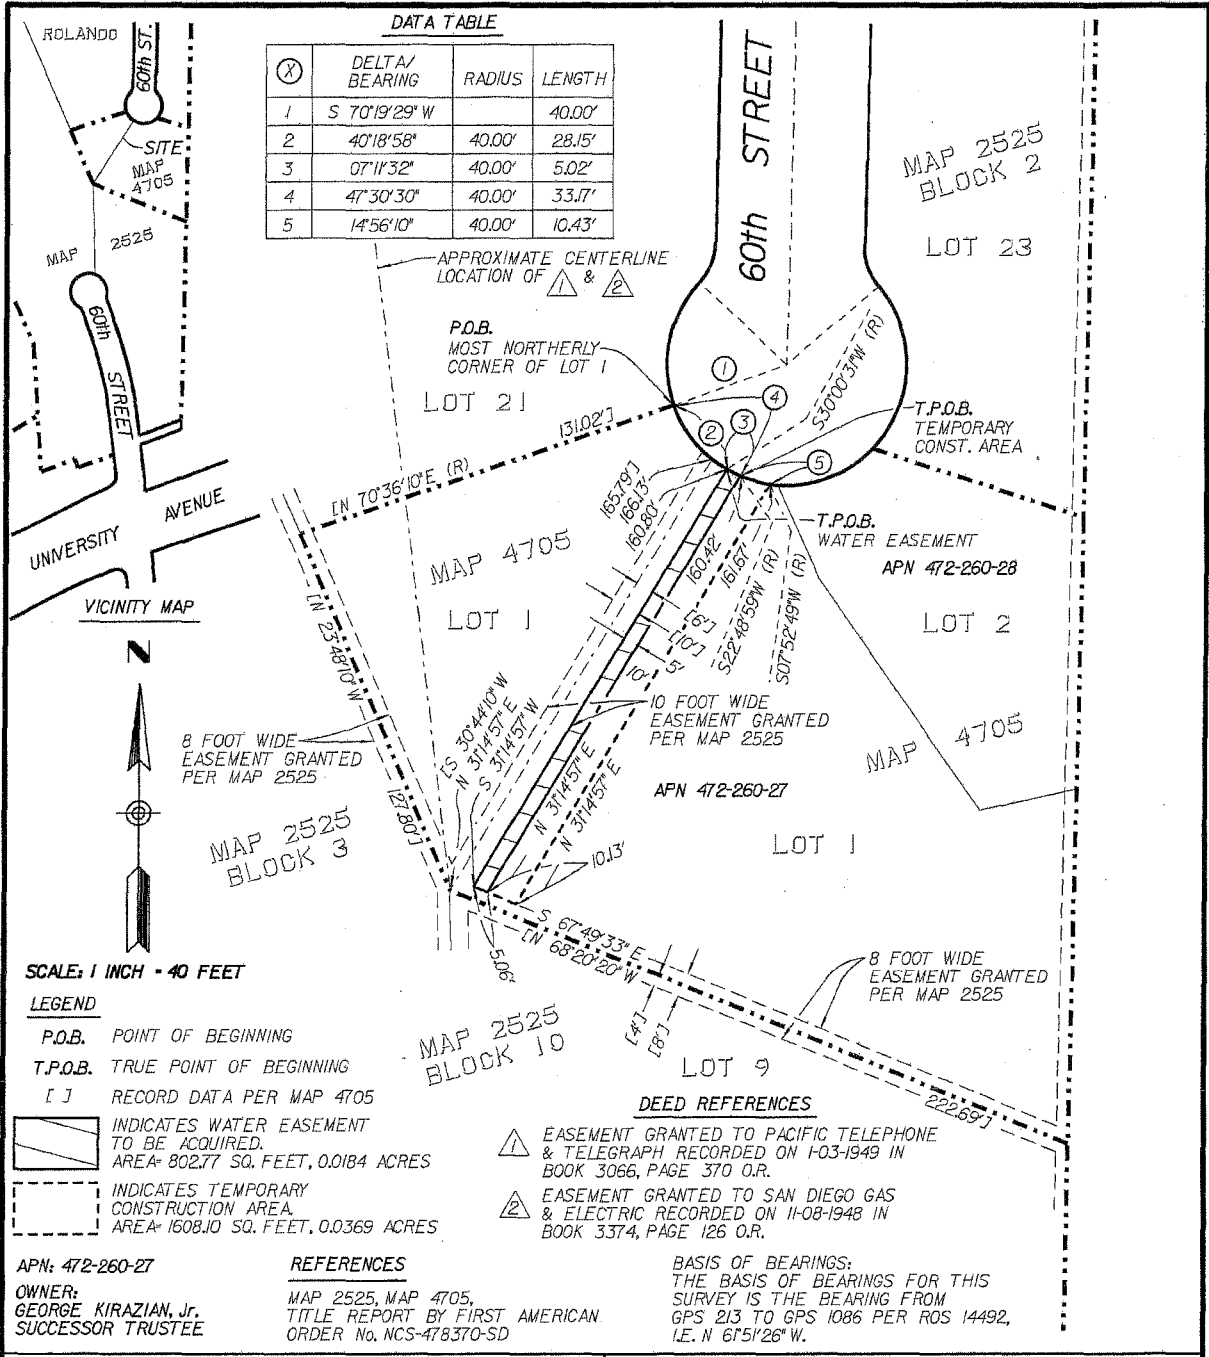 DATA TABLE
X DELTA/ BEARING RADIUS LENGTH
1 S 70°19'29" W 40.00'
2 40°18'58" 40.00' 28.15'
3 07°11'32" 40.00' 5.02'
4 47°30'30" 40.00' 33.17'
5 14°56'10" 40.00' 10.43'
ROLANDO
60th ST.
SITE
MAP
4705
MAP 2525
60th
STREET
UNIVERSITY AVENUE
VICINITY MAP
N
60th STREET
MAP 2525
BLOCK 2
LOT 23
APPROXIMATE CENTERLINE
LOCATION OF 1 & 2
P.O.B.
MOST NORTHERLY
CORNER OF LOT 1
LOT 21
[N 70°36'10"E (R) 131.02']
1
4
3
2
5
S30°00'31"W (R)
T.P.O.B.
TEMPORARY
CONST. AREA
T.P.O.B.
WATER EASEMENT
APN 472-260-28
LOT 2
MAP 4705
165.79']
166.13'
160.80'
160.42'
161.67'
S22°48'59"W (R)
S07°52'49"W (R)
MAP 4705
LOT 1
[6']
[10']
10'
5'
[N 23°48'10" W
127.80']
8 FOOT WIDE
EASEMENT GRANTED
PER MAP 2525
[S 30°44'10" W
N 31°14'57" E
S 31°14'57" W
10 FOOT WIDE
EASEMENT GRANTED
PER MAP 2525
N 31°14'57" E
N 31°14'57" E
APN 472-260-27
LOT 1
MAP 2525
BLOCK 3
10.13'
5.06'
S 67°49'33" E
[N 68°20'20" W
222.69']
[4']
[8']
8 FOOT WIDE
EASEMENT GRANTED
PER MAP 2525
MAP 2525
BLOCK 10
LOT 9
SCALE: 1 INCH = 40 FEET
LEGEND
P.O.B. POINT OF BEGINNING
T.P.O.B. TRUE POINT OF BEGINNING
[ ] RECORD DATA PER MAP 4705
INDICATES WATER EASEMENT
TO BE ACQUIRED.
AREA= 802.77 SQ. FEET, 0.0184 ACRES
INDICATES TEMPORARY
CONSTRUCTION AREA.
AREA= 1608.10 SQ. FEET, 0.0369 ACRES
DEED REFERENCES
1 EASEMENT GRANTED TO PACIFIC TELEPHONE
& TELEGRAPH RECORDED ON 1-03-1949 IN
BOOK 3066, PAGE 370 O.R.
2 EASEMENT GRANTED TO SAN DIEGO GAS
& ELECTRIC RECORDED ON 11-08-1948 IN
BOOK 3374, PAGE 126 O.R.
APN: 472-260-27
OWNER:
GEORGE KIRAZIAN, Jr.
SUCCESSOR TRUSTEE
REFERENCES
MAP 2525, MAP 4705,
TITLE REPORT BY FIRST AMERICAN
ORDER No. NCS-478370-SD
BASIS OF BEARINGS:
THE BASIS OF BEARINGS FOR THIS
SURVEY IS THE BEARING FROM
GPS 213 TO GPS 1086 PER ROS 14492,
I.E. N 61°51'26" W.